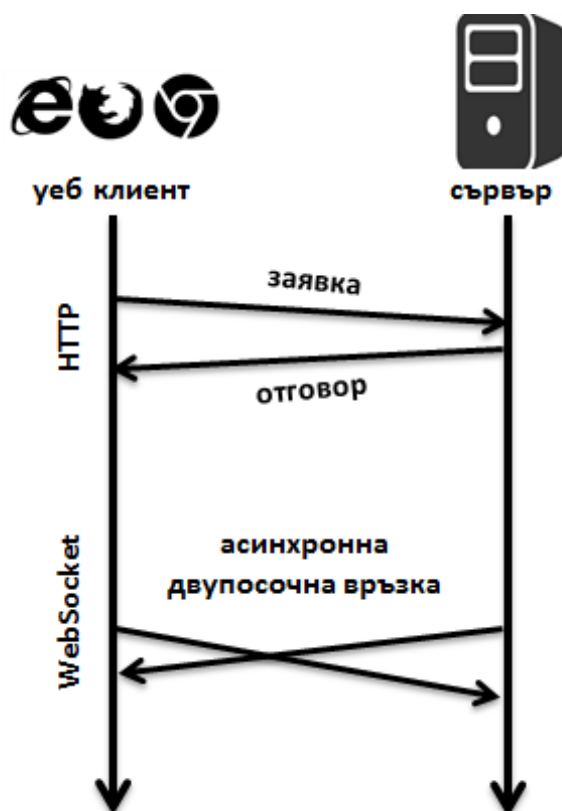 уеб клиент
сървър
заявка
HTTP
отговор
асинхронна
двупосочна връзка
WebSocket